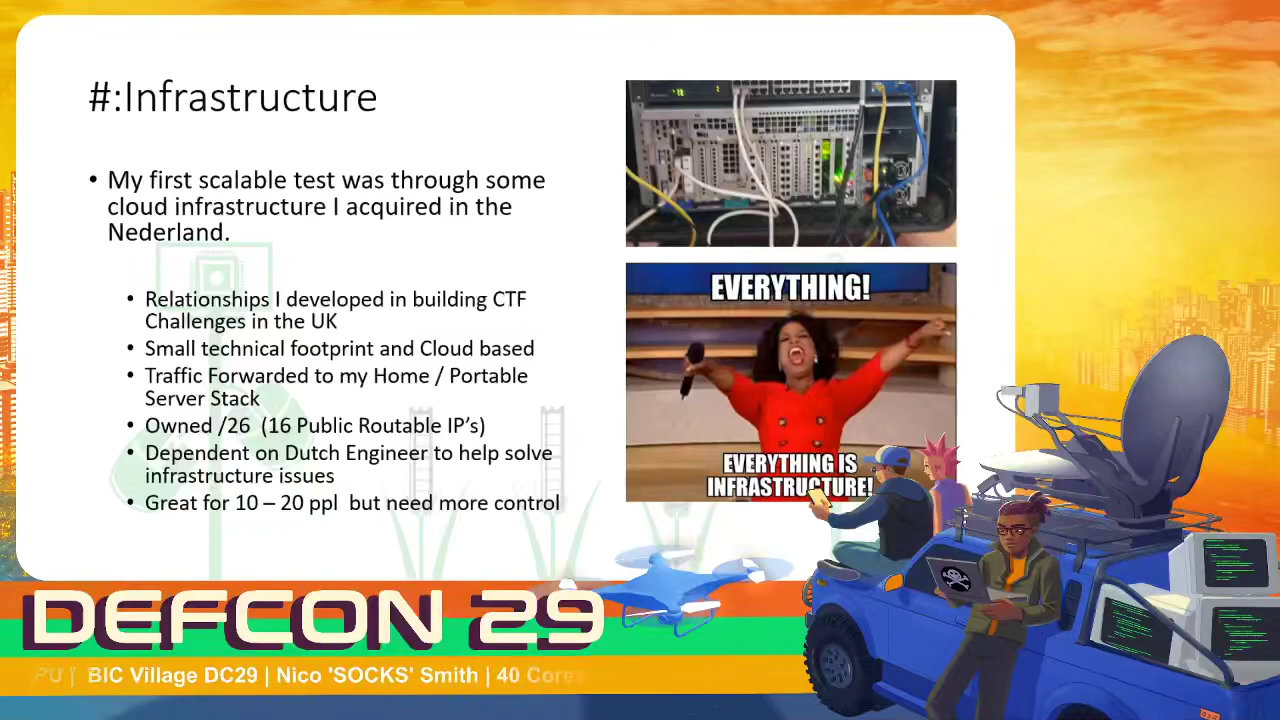 #:Infrastructure
• My first scalable test was through some
cloud infrastructure I acquired in the
Nederland.
• Relationships I developed in building CTF
Challenges in the UK
• Small technical footprint and Cloud based
• Traffic Forwarded to my Home / Portable
Server Stack
• Owned /26 (16 Public Routable IP's)
• Dependent on Dutch Engineer to help solve
infrastructure issues
• Great for 10 – 20 ppl but need more control
EVERYTHING!
EVERYTHING IS
INFRASTRUCTURE!
DEFCON 29
PU | BIC Village DC29 | Nico 'SOCKS' Smith | 40 Cores